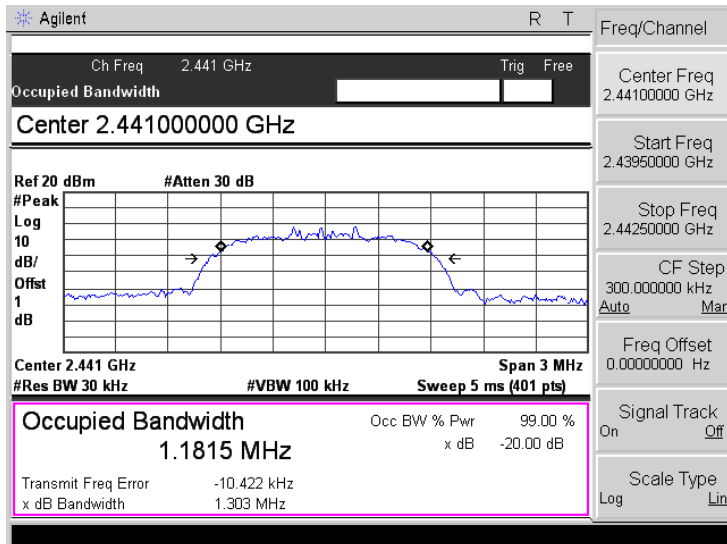 Agilent R T
Ch Freq 2.441 GHz Trig Free
Occupied Bandwidth
Center 2.441000000 GHz
Ref 20 dBm #Atten 30 dB
#Peak
Log
10
dB/
Offst
1
dB
Center 2.441 GHz Span 3 MHz
#Res BW 30 kHz #VBW 100 kHz Sweep 5 ms (401 pts)
Occupied Bandwidth Occ BW % Pwr 99.00 %
1.1815 MHz x dB -20.00 dB
Transmit Freq Error -10.422 kHz
x dB Bandwidth 1.303 MHz
Freq/Channel
Center Freq
2.44100000 GHz
Start Freq
2.43950000 GHz
Stop Freq
2.44250000 GHz
CF Step
300.000000 kHz
Auto Man
Freq Offset
0.00000000 Hz
Signal Track
On Off
Scale Type
Log Lin